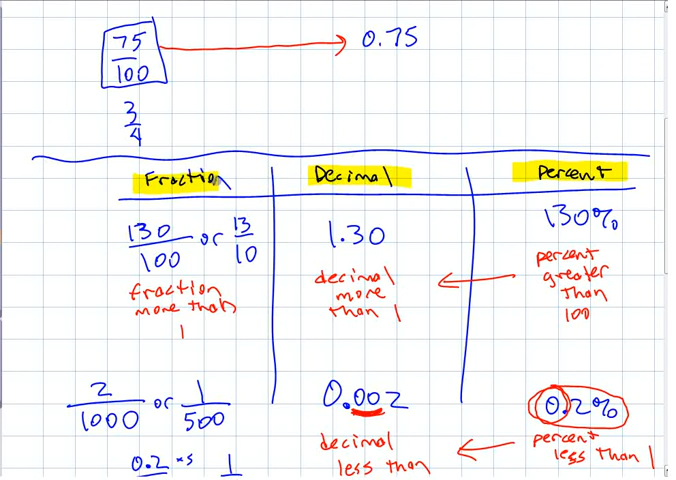 75/100 → 0.75
3/4
Fraction Decimal Percent
130/100 or 13/10 1.30 130%
fraction
more than
1
decimal
more
than 1
percent
greater
than
100
2/1000 or 1/500 0.002 0.2%
decimal
less than
percent
less than 1
0.2 ×5 1